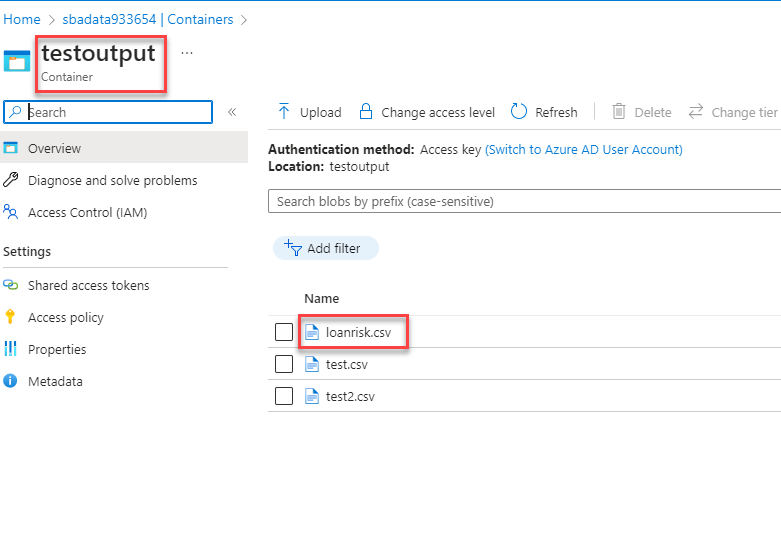 Home > sbadata933654 | Containers >
testoutput ...
Container
Search «
Overview
Diagnose and solve problems
Access Control (IAM)
Settings
Shared access tokens
Access policy
Properties
Metadata
Upload Change access level Refresh Delete Change tier
Authentication method: Access key (Switch to Azure AD User Account)
Location: testoutput
Search blobs by prefix (case-sensitive)
Add filter
Name
loanrisk.csv
test.csv
test2.csv